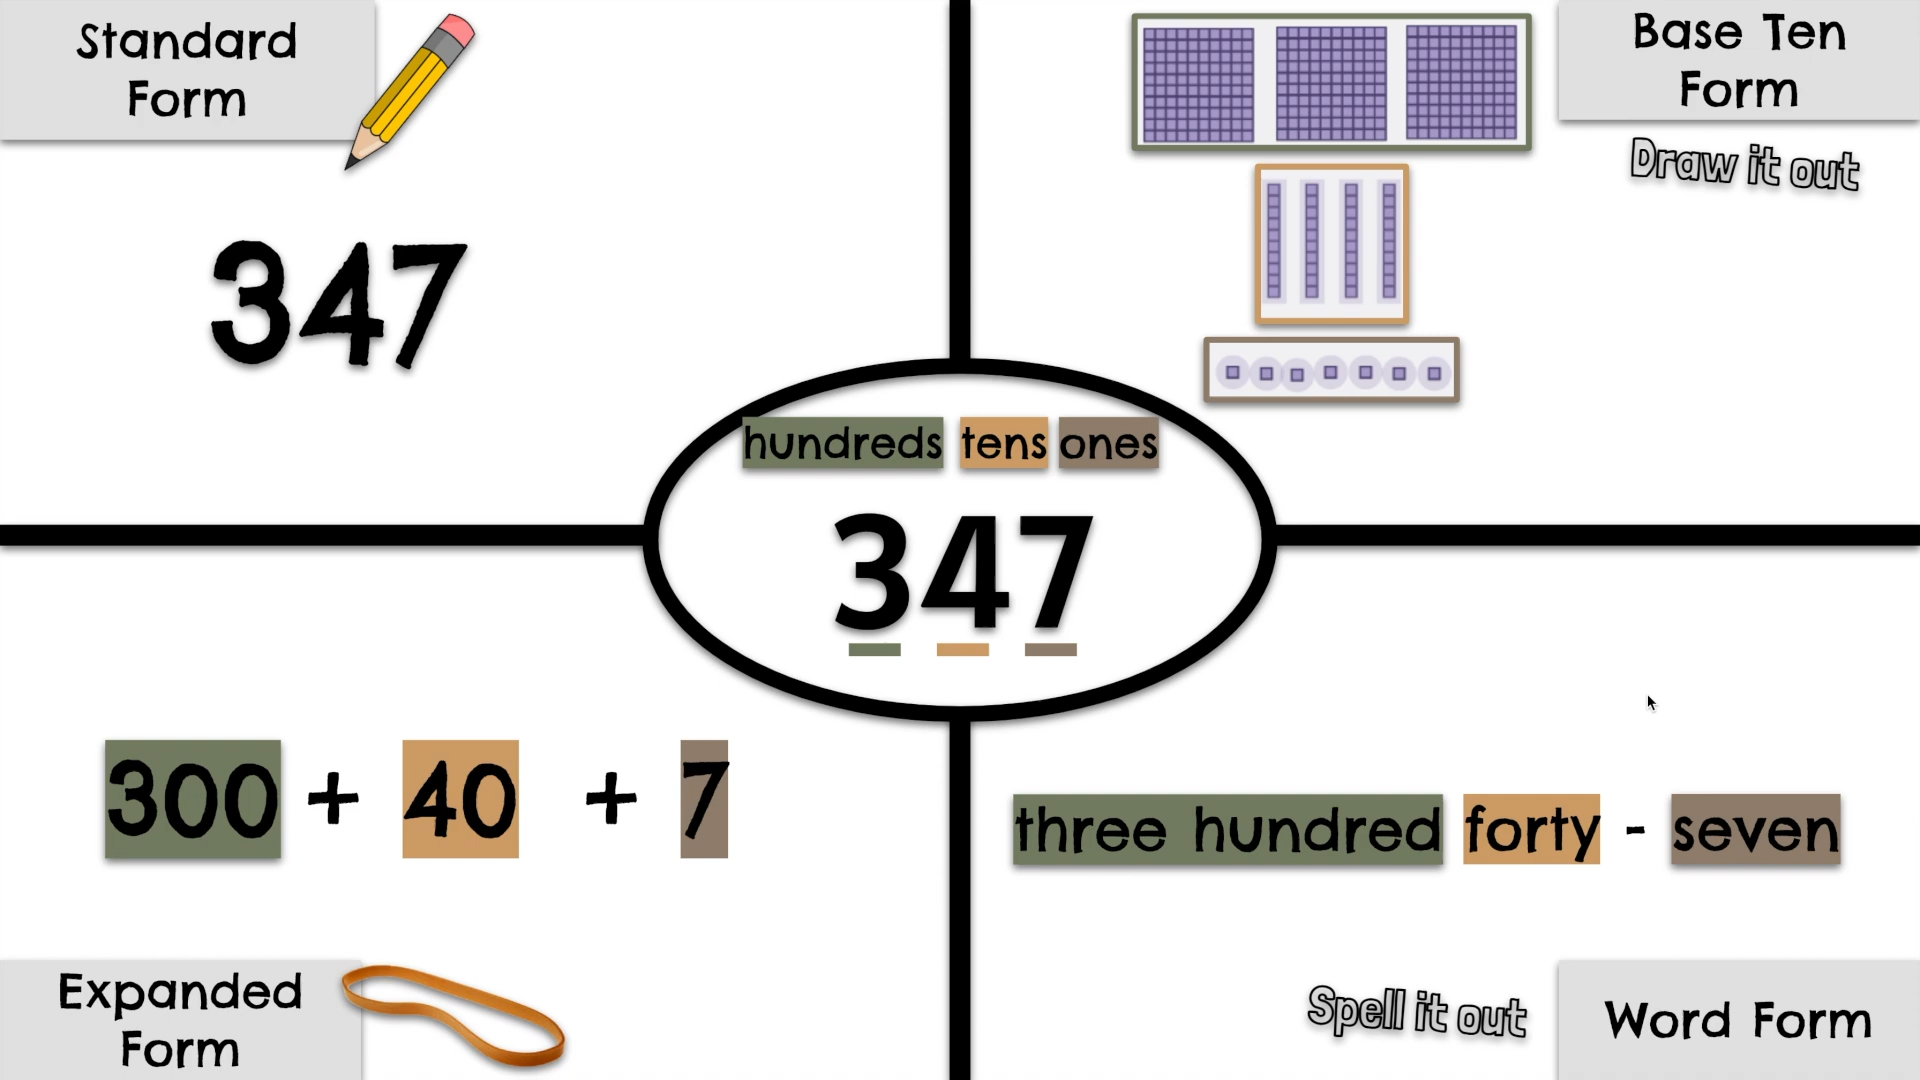 Standard
Form
347
Base Ten
Form
Draw it out
hundreds tens ones
347
300 + 40 + 7
Expanded
Form
three hundred forty - seven
Spell it out
Word Form